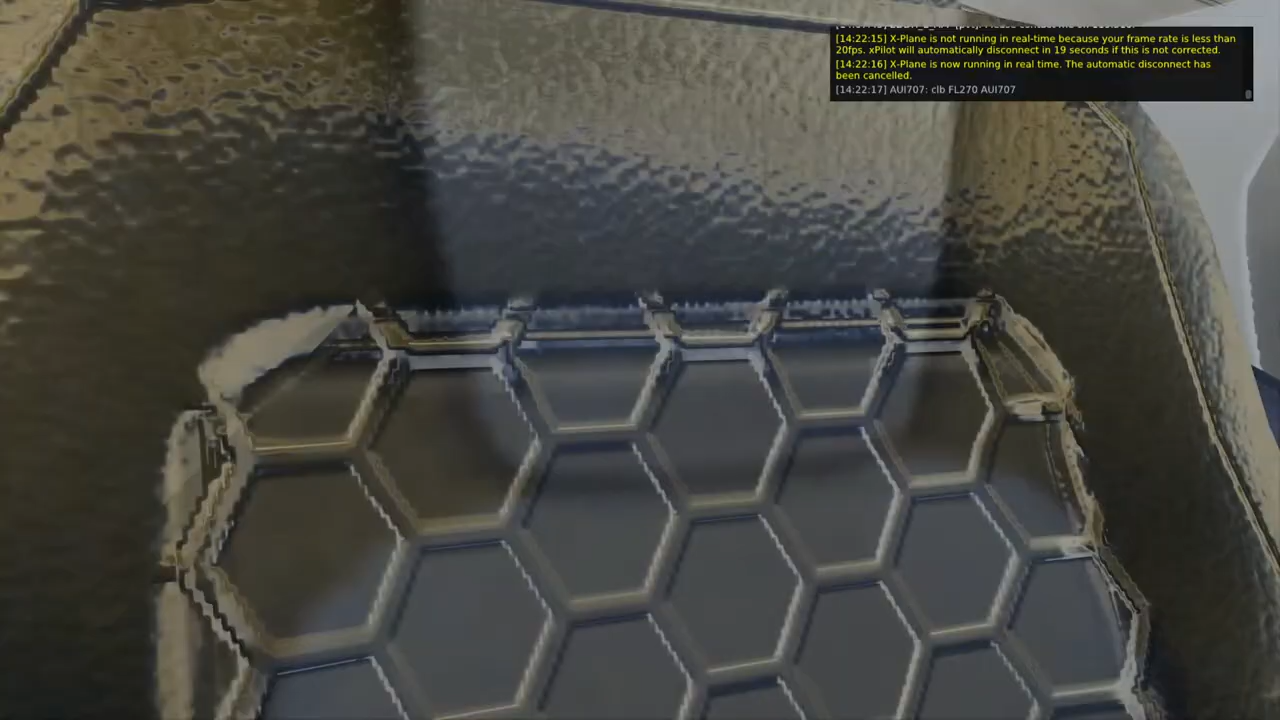 [14:22:15] X-Plane is not running in real-time because your frame rate is less than
20fps. xPilot will automatically disconnect in 19 seconds if this is not corrected.
[14:22:16] X-Plane is now running in real time. The automatic disconnect has
been cancelled.
[14:22:17] AUI707: clb FL270 AUI707